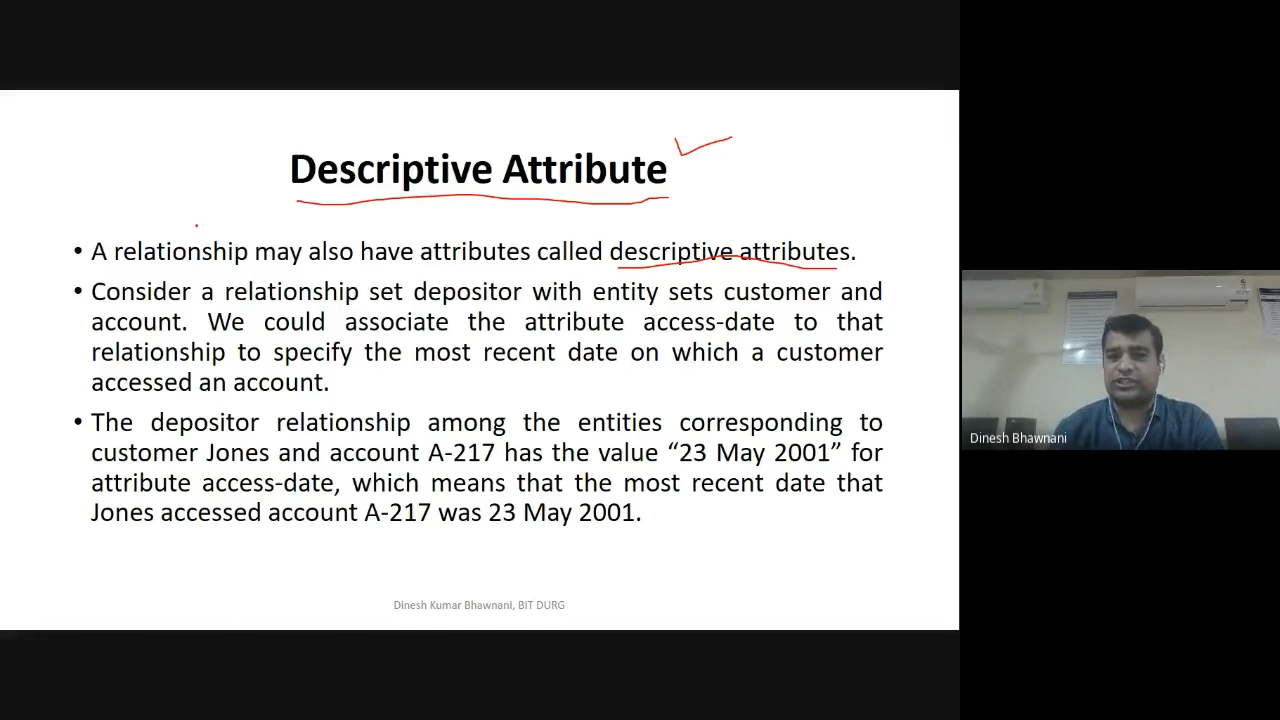 Descriptive Attribute
• A relationship may also have attributes called descriptive attributes.
• Consider a relationship set depositor with entity sets customer and
account. We could associate the attribute access-date to that
relationship to specify the most recent date on which a customer
accessed an account.
• The depositor relationship among the entities corresponding to
customer Jones and account A-217 has the value “23 May 2001” for
attribute access-date, which means that the most recent date that
Jones accessed account A-217 was 23 May 2001.
Dinesh Kumar Bhawnani, BIT DURG
Dinesh Bhawnani